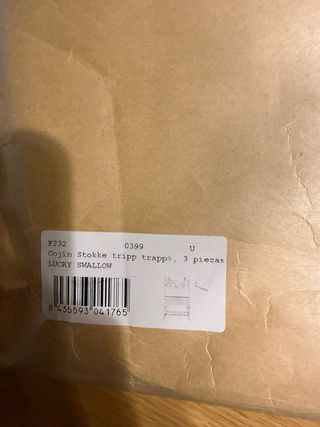 F232 0399 U
Cojin Stokke tripp trapp®, 3 piezas
LUCKY SWALLOW
8 435593 041765